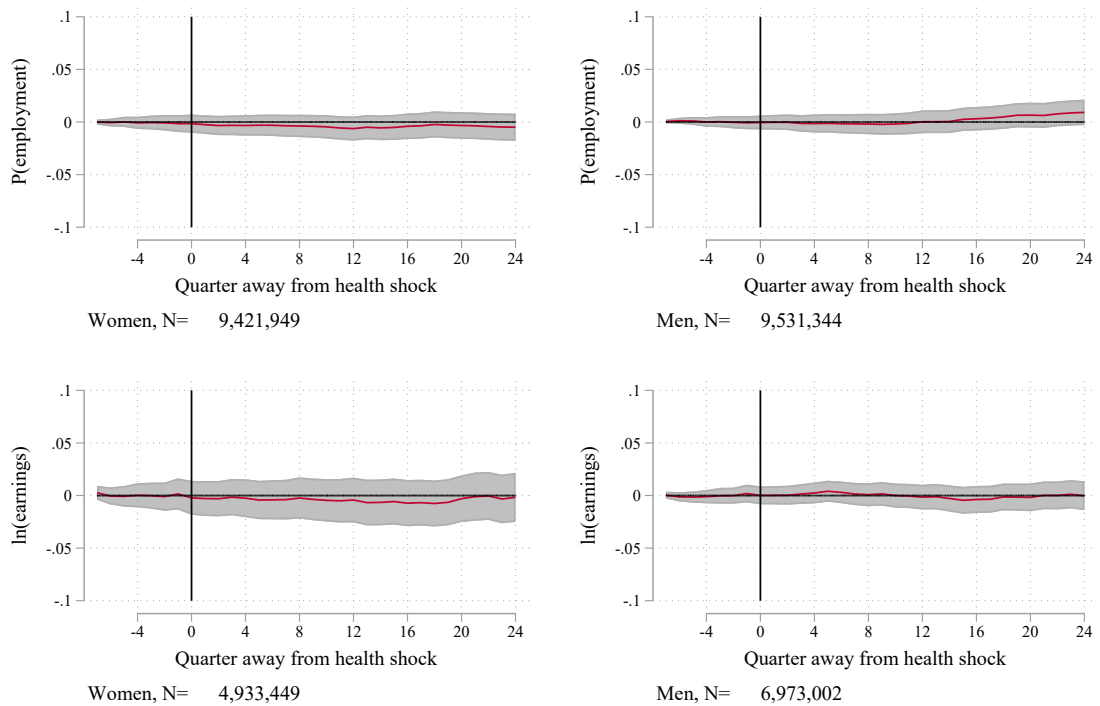 .1
.05
0
-.05
-.1
P(employment)
-4 0 4 8 12 16 20 24
Quarter away from health shock
Women, N= 9,421,949
.1
.05
0
-.05
-.1
P(employment)
-4 0 4 8 12 16 20 24
Quarter away from health shock
Men, N= 9,531,344
.1
.05
0
-.05
-.1
ln(earnings)
-4 0 4 8 12 16 20 24
Quarter away from health shock
Women, N= 4,933,449
.1
.05
0
-.05
-.1
ln(earnings)
-4 0 4 8 12 16 20 24
Quarter away from health shock
Men, N= 6,973,002